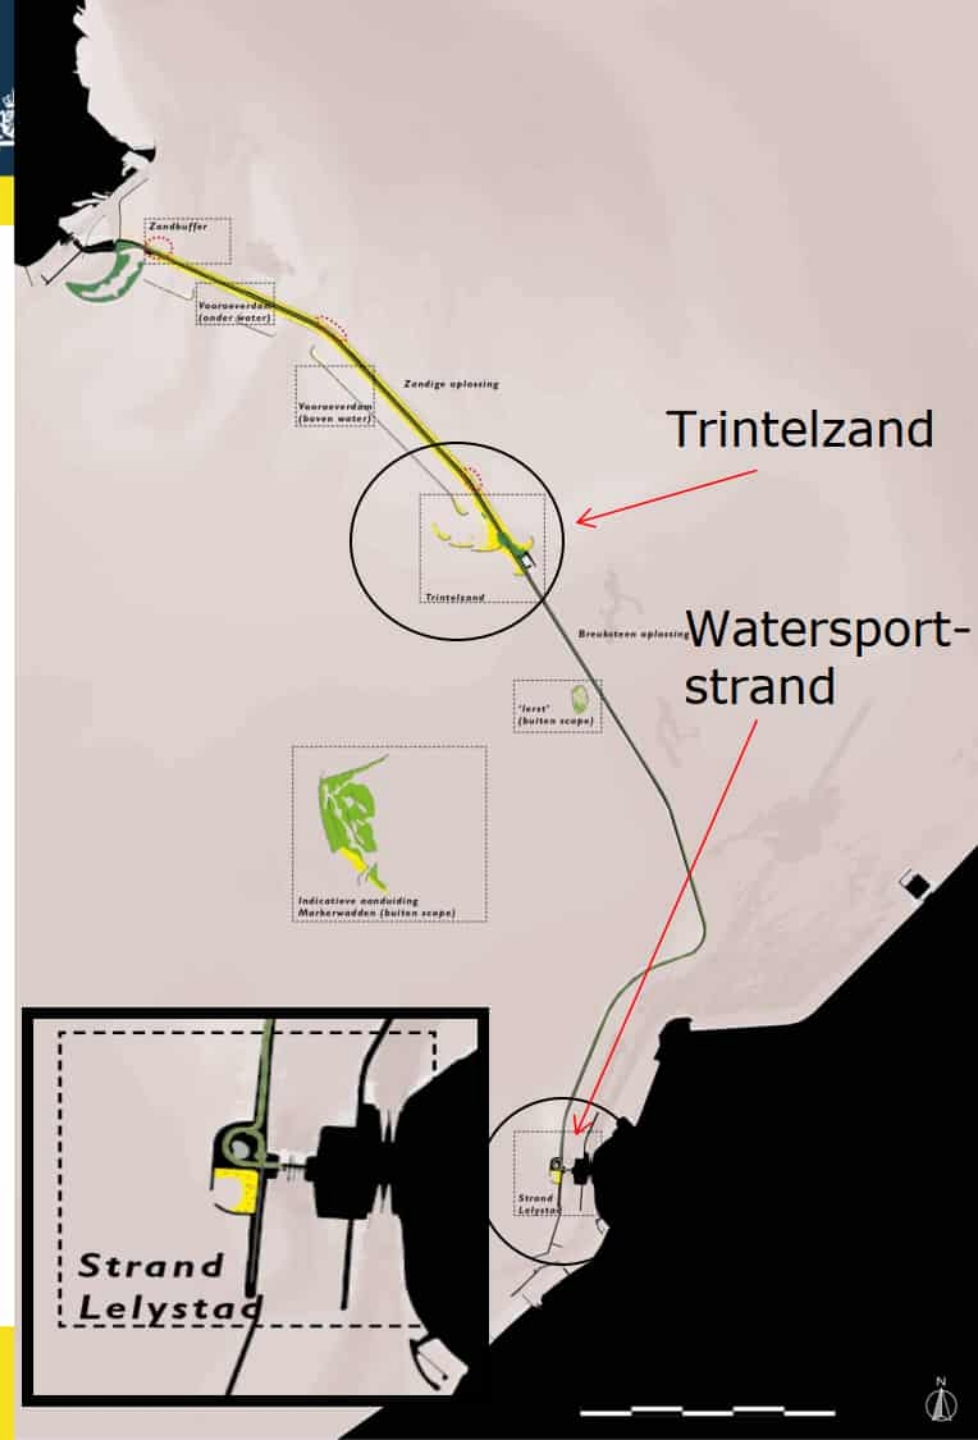 Zandbuffer
Vooroeverdam
(onder water)
Zandige oplossing
Vooroeverdam
(boven water)
Trintelzand
Trintelzand
Breuksteen oplossing
Watersport-
strand
'Ierst'
(buiten scope)
Indicatieve aanduiding
Markerwadden (buiten scope)
Strand
Lelystad
Strand
Lelystad
N